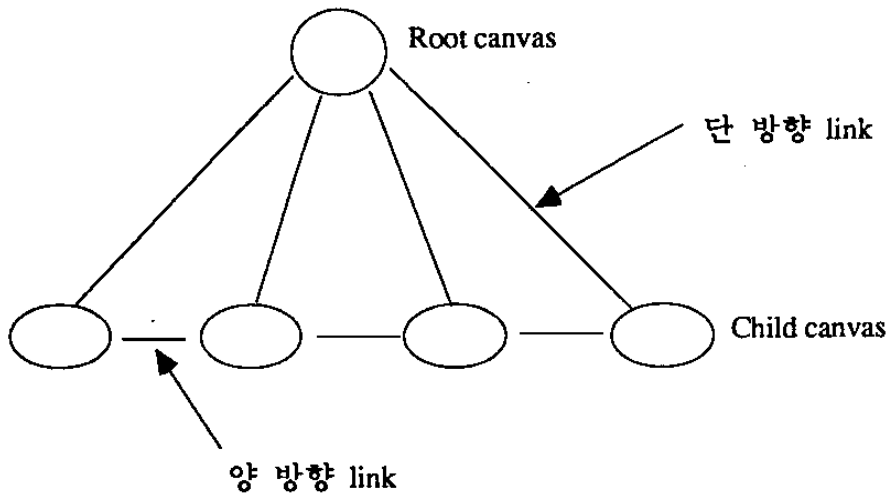 Root canvas
단 방향 link
Child canvas
양 방향 link